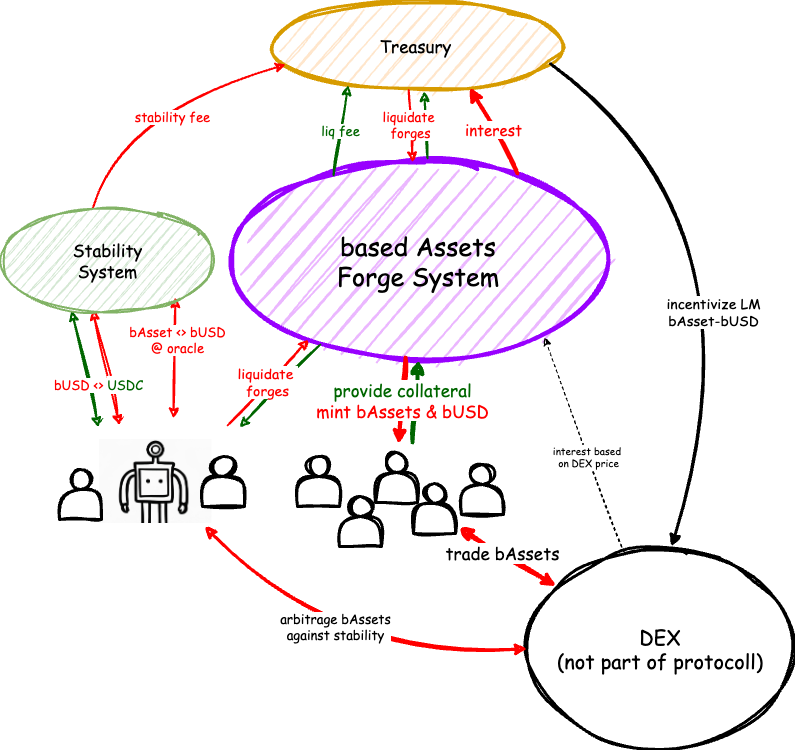 Treasury
stability fee
liq fee
liquidate
forges
interest
based Assets
Forge System
Stability
System
incentivize LM
bAsset-bUSD
bAsset <> bUSD
@ oracle
bUSD <> USDC
liquidate
forges
provide collateral
mint bAssets & bUSD
interest based
on DEX price
trade bAssets
arbitrage bAssets
against stability
DEX
(not part of protocoll)